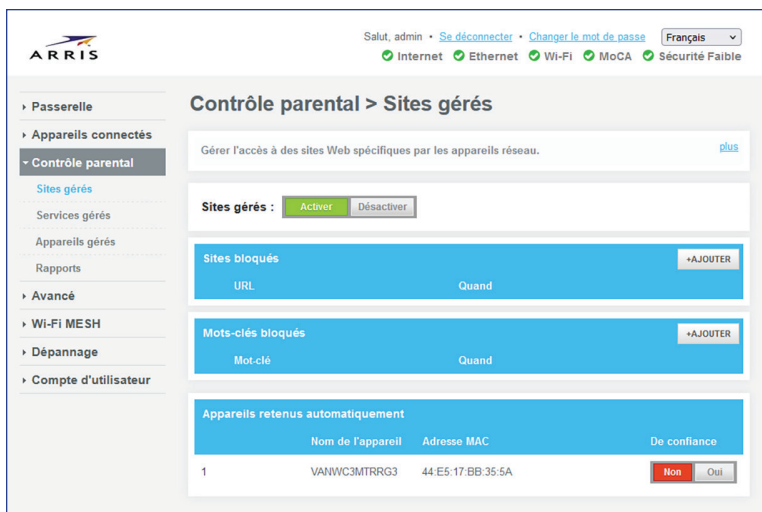 ARRIS
Salut, admin • Se déconnecter • Changer le mot de passe Français
Internet Ethernet Wi-Fi MoCA Sécurité Faible
Passerelle
Appareils connectés
Contrôle parental
Sites gérés
Services gérés
Appareils gérés
Rapports
Avancé
Wi-Fi MESH
Dépannage
Compte d'utilisateur
Contrôle parental > Sites gérés
Gérer l'accès à des sites Web spécifiques par les appareils réseau. plus
Sites gérés : Activer Désactiver
Sites bloqués +AJOUTER
URL Quand
Mots-clés bloqués +AJOUTER
Mot-clé Quand
Appareils retenus automatiquement
Nom de l'appareil Adresse MAC De confiance
1 VANWC3MTRRG3 44:E5:17:BB:35:5A Non Oui